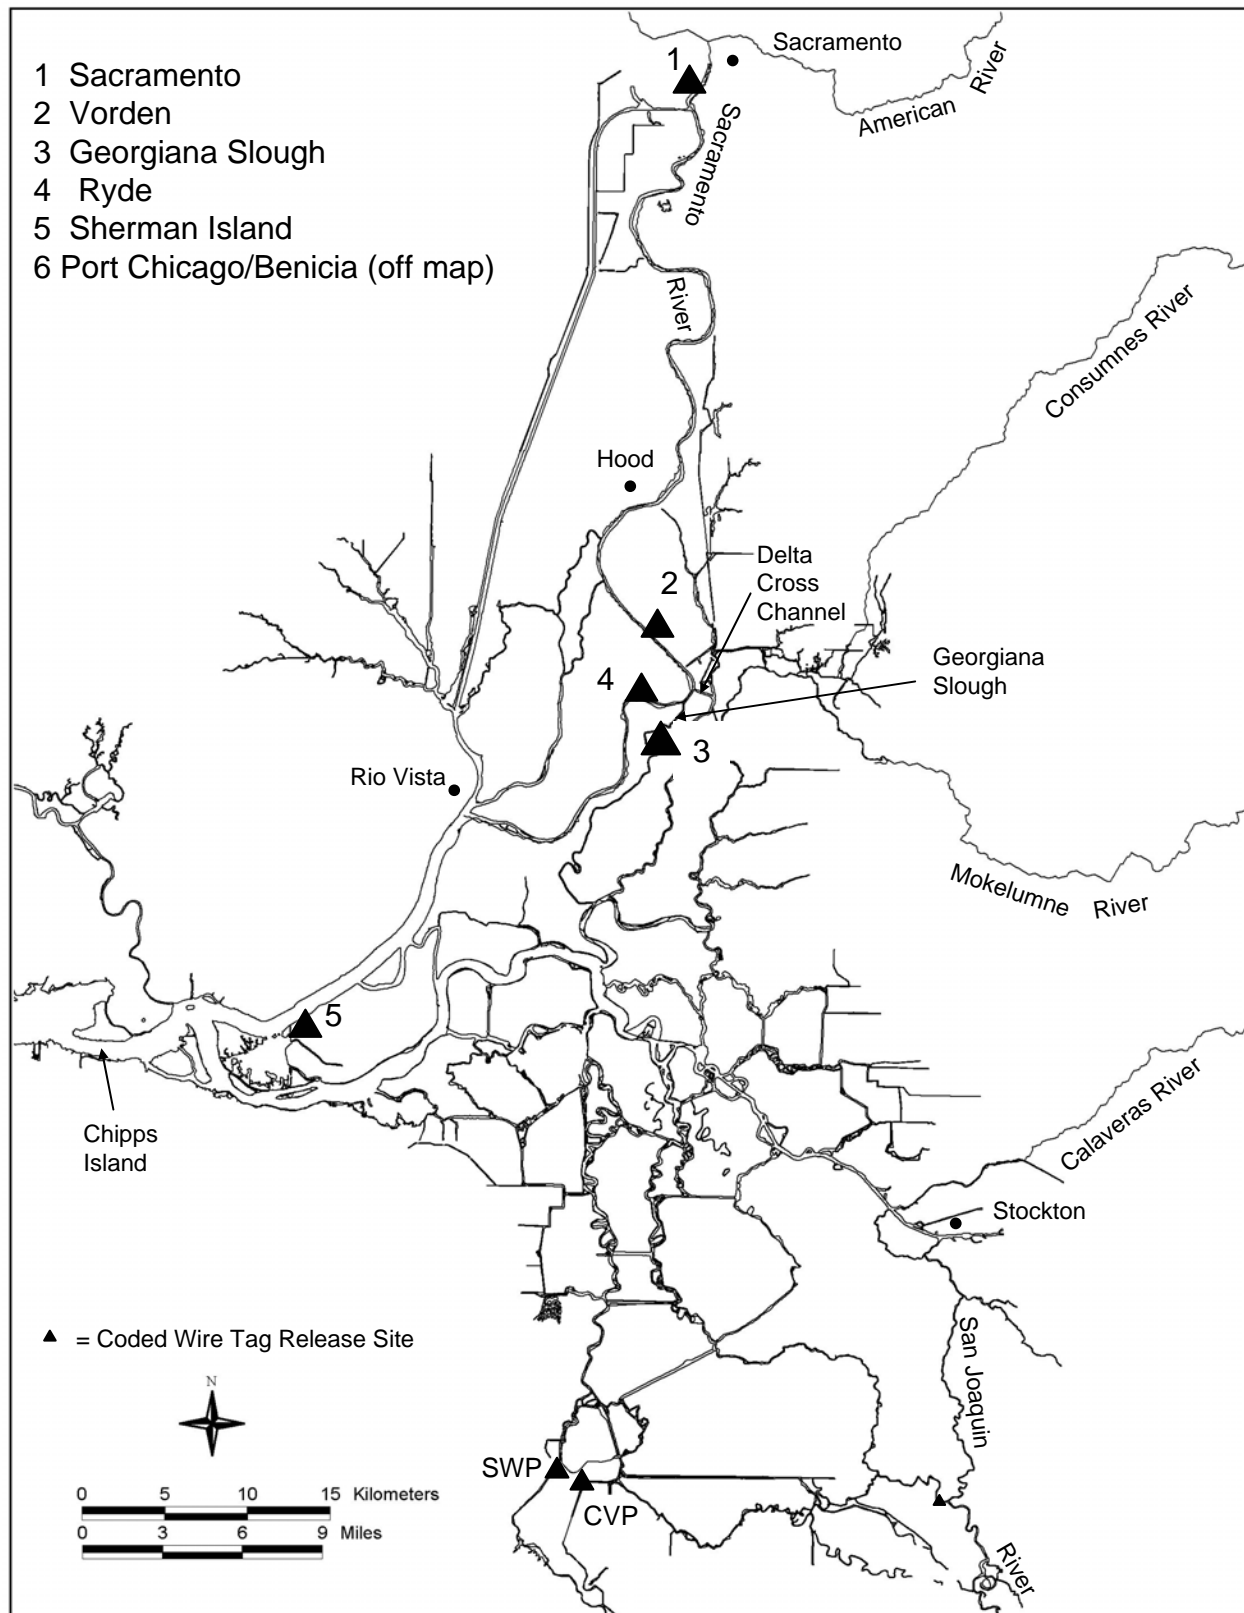 1 Sacramento
2 Vorden
3 Georgiana Slough
4 Ryde
5 Sherman Island
6 Port Chicago/Benicia (off map)
1
Sacramento
American River
Sacramento
River
Consumnes River
Hood
2
Delta
Cross
Channel
4
Georgiana
Slough
3
Rio Vista
Mokelumne River
5
Chipps
Island
Calaveras River
Stockton
= Coded Wire Tag Release Site
San Joaquin
River
N
SWP
CVP
0 5 10 15 Kilometers
0 3 6 9 Miles